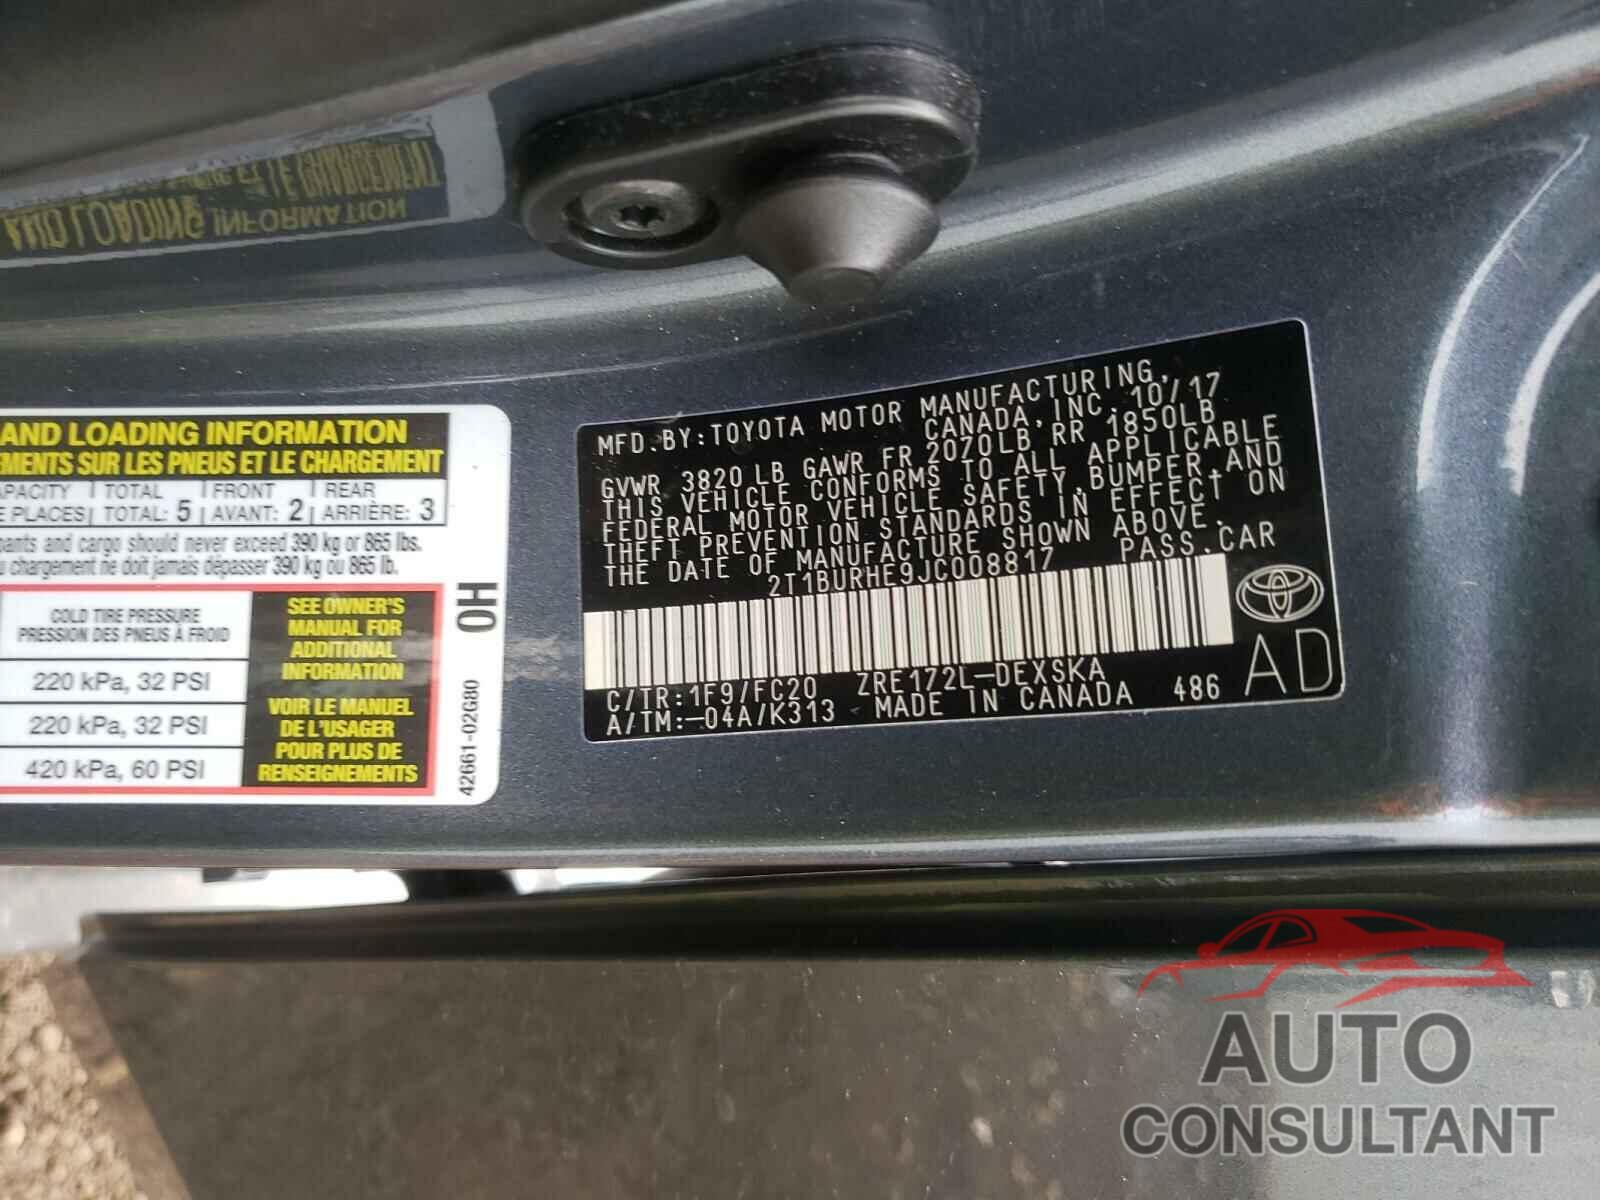 AND LOADING INFORMATION
LE CHARGEMENT
AND LOADING INFORMATION
EMENTS SUR LES PNEUS ET LE CHARGEMENT
APACITY | TOTAL | FRONT | REAR
E PLACES | TOTAL: 5 | AVANT: 2 | ARRIÈRE: 3
pants and cargo should never exceed 390 kg or 865 lbs.
u chargement ne doit jamais dépasser 390 kg ou 865 lb.
COLD TIRE PRESSURE
PRESSION DES PNEUS À FROID
220 kPa, 32 PSI
220 kPa, 32 PSI
420 kPa, 60 PSI
SEE OWNER'S
MANUAL FOR
ADDITIONAL
INFORMATION
VOIR LE MANUEL
DE L'USAGER
POUR PLUS DE
RENSEIGNEMENTS
0H
42661-02G80
MFD.BY:TOYOTA MOTOR MANUFACTURING,
CANADA, INC. 10/17
GVWR 3820 LB GAWR FR 2070LB RR 1850LB
THIS VEHICLE CONFORMS TO ALL APPLICABLE
FEDERAL MOTOR VEHICLE SAFETY, BUMPER, AND
THEFT PREVENTION STANDARDS IN EFFECT ON
THE DATE OF MANUFACTURE SHOWN ABOVE.
2T1BURHE9JC008817 PASS.CAR
C/TR:1F9/FC20 ZRE172L-DEXSKA
A/TM:-04A/K313 MADE IN CANADA 486
AD
AUTO
CONSULTANT